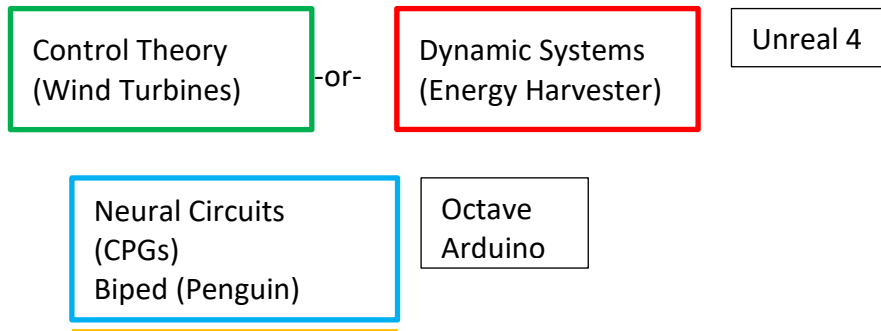 Control Theory
(Wind Turbines)
-or-
Dynamic Systems
(Energy Harvester)
Unreal 4
Neural Circuits
(CPGs)
Biped (Penguin)
Octave
Arduino